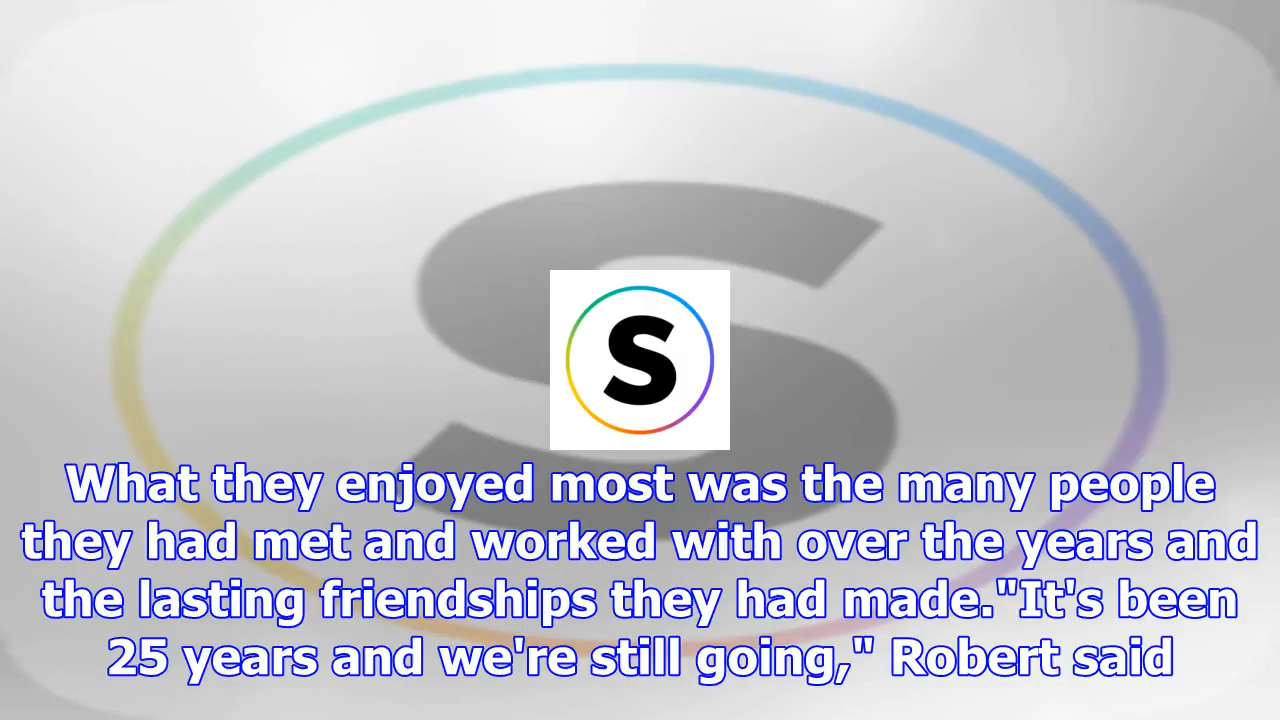 S
What they enjoyed most was the many people
they had met and worked with over the years and
the lasting friendships they had made."It's been
25 years and we're still going," Robert said